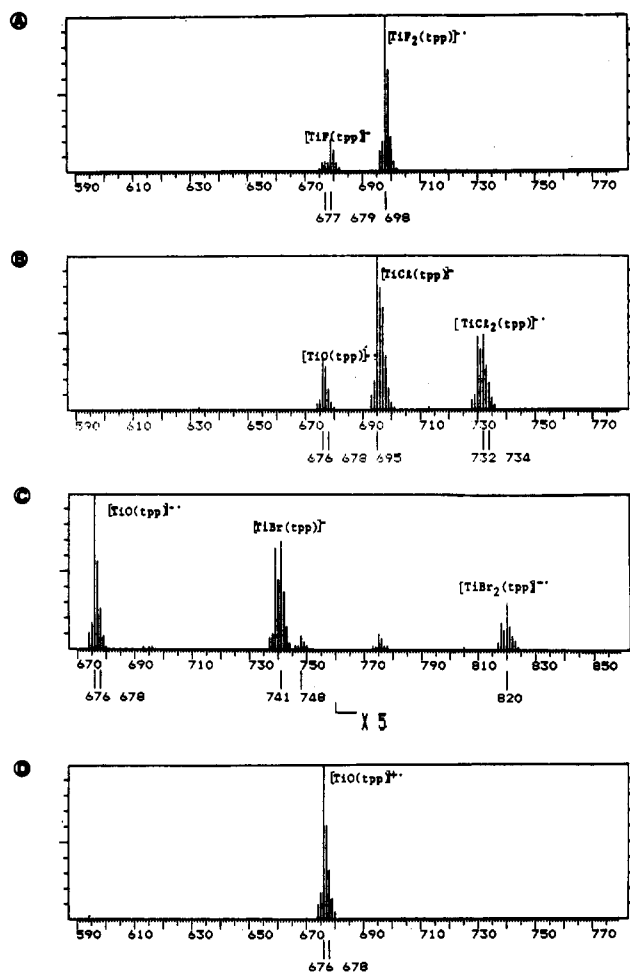 A
[TiF2(tpp)]-·
[TiF(tpp)]-
590 610 630 650 670 690 710 730 750 770
677 679 698
B
[TiCl(tpp)]-
[TiCl2(tpp)]-·
[TiO(tpp)]-·
590 610 630 650 670 690 710 730 750 770
676 678 695 732 734
C
[TiO(tpp)]-·
[TiBr(tpp)]-
[TiBr2(tpp)]-·
670 690 710 730 750 770 790 810 830 850
676 678 741 748 820
X 5
D
[TiO(tpp)]+·
590 610 630 650 670 690 710 730 750 770
676 678